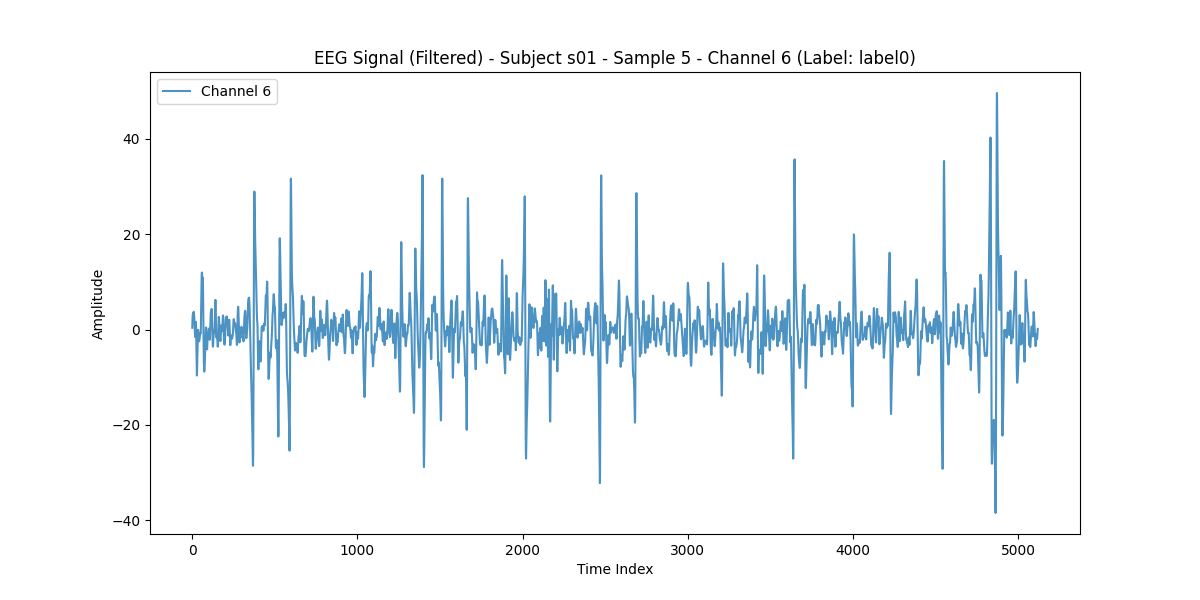 EEG Signal (Filtered) - Subject s01 - Sample 5 - Channel 6 (Label: label0)
Channel 6
Amplitude
40
20
0
−20
−40
0 1000 2000 3000 4000 5000
Time Index